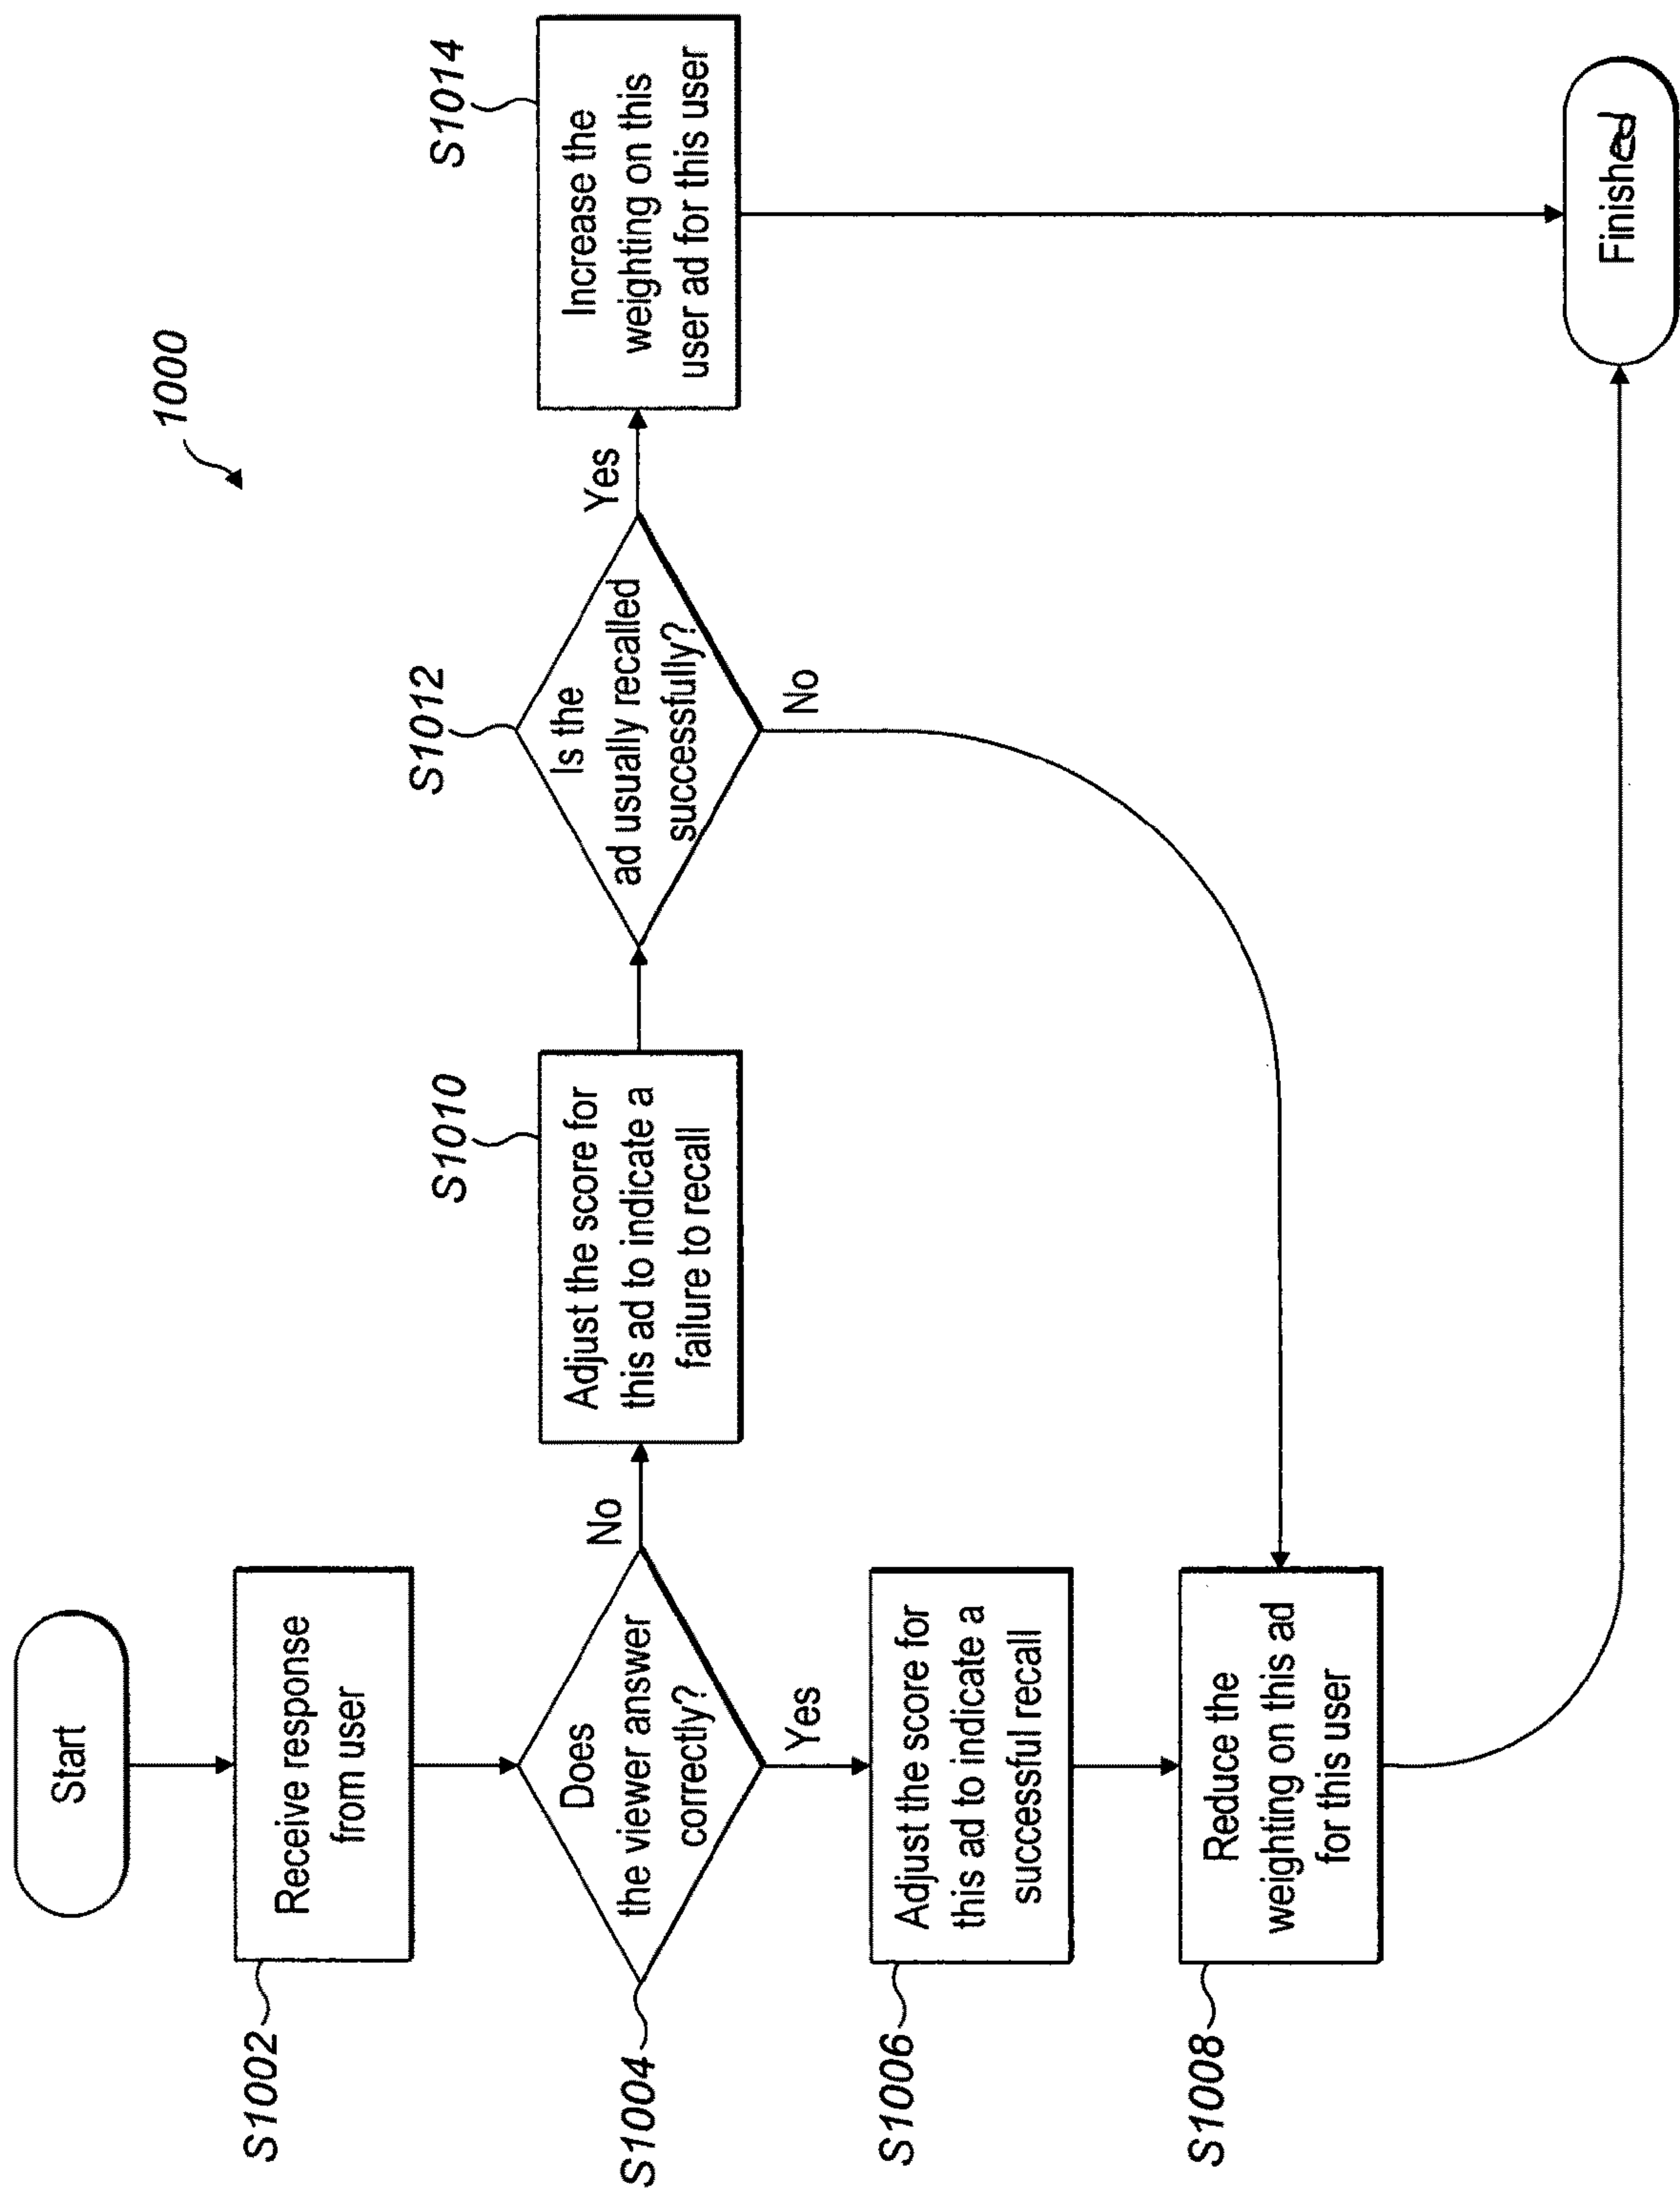 1000
Start
S1002
Receive response
from user
S1004
Does
the viewer answer
correctly?
No
Yes
S1006
Adjust the score for
this ad to indicate a
successful recall
S1008
Reduce the
weighting on this ad
for this user
S1010
Adjust the score for
this ad to indicate a
failure to recall
S1012
Is the
ad usually recalled
successfully?
Yes
No
S1014
Increase the
weighting on this
user ad for this user
Finished